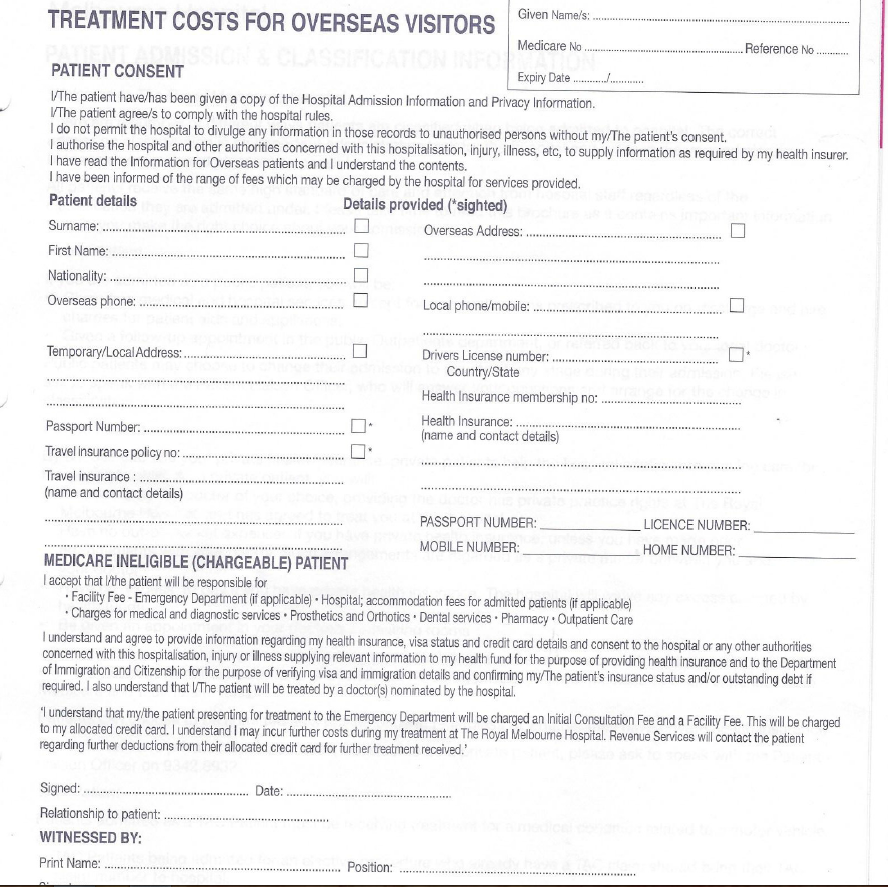 TREATMENT COSTS FOR OVERSEAS VISITORS
Given Name/s:
Medicare No Reference No
Expiry Date /
PATIENT CONSENT
I/The patient have/has been given a copy of the Hospital Admission Information and Privacy Information.
I/The patient agree/s to comply with the hospital rules.
I do not permit the hospital to divulge any information in those records to unauthorised persons without my/The patient's consent.
I authorise the hospital and other authorities concerned with this hospitalisation, injury, illness, etc, to supply information as required by my health insurer.
I have read the Information for Overseas patients and I understand the contents.
I have been informed of the range of fees which may be charged by the hospital for services provided.
Patient details Details provided (*sighted)
Surname:
First Name:
Nationality:
Overseas phone:
Temporary/Local Address:
Passport Number: *
Travel insurance policy no: *
Travel insurance :
(name and contact details)
Overseas Address:
Local phone/mobile:
Drivers License number: *
Country/State
Health Insurance membership no:
Health Insurance:
(name and contact details)
PASSPORT NUMBER: LICENCE NUMBER:
MOBILE NUMBER: HOME NUMBER:
MEDICARE INELIGIBLE (CHARGEABLE) PATIENT
I accept that I/the patient will be responsible for
• Facility Fee - Emergency Department (if applicable) • Hospital; accommodation fees for admitted patients (if applicable)
• Charges for medical and diagnostic services • Prosthetics and Orthotics • Dental services • Pharmacy • Outpatient Care
I understand and agree to provide information regarding my health insurance, visa status and credit card details and consent to the hospital or any other authorities
concerned with this hospitalisation, injury or illness supplying relevant information to my health fund for the purpose of providing health insurance and to the Department
of Immigration and Citizenship for the purpose of verifying visa and immigration details and confirming my/The patient's insurance status and/or outstanding debt if
required. I also understand that I/The patient will be treated by a doctor(s) nominated by the hospital.
'I understand that my/the patient presenting for treatment to the Emergency Department will be charged an Initial Consultation Fee and a Facility Fee. This will be charged
to my allocated credit card. I understand I may incur further costs during my treatment at The Royal Melbourne Hospital. Revenue Services will contact the patient
regarding further deductions from their allocated credit card for further treatment received.'
Signed: Date:
Relationship to patient:
WITNESSED BY:
Print Name: Position: